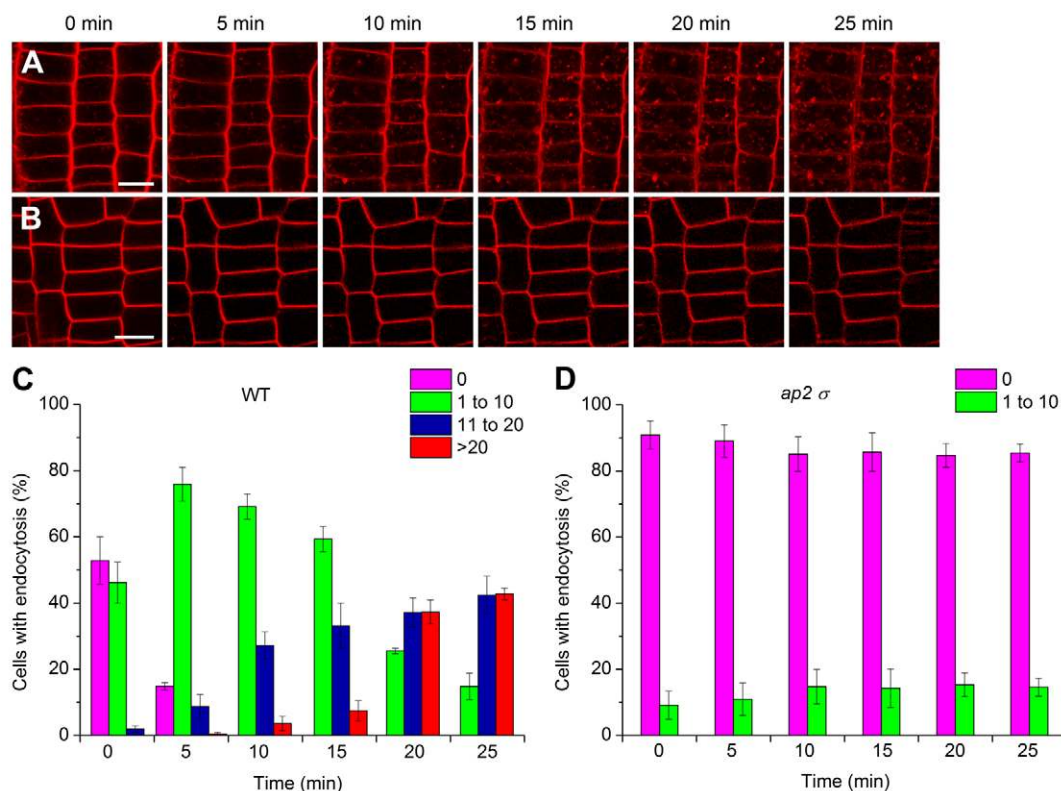 0 min 5 min 10 min 15 min 20 min 25 min
A
B
C
WT
0
1 to 10
11 to 20
>20
Cells with endocytosis (%)
100
80
60
40
20
0
0 5 10 15 20 25
Time (min)
D
ap2 σ
0
1 to 10
Cells with endocytosis (%)
100
80
60
40
20
0
0 5 10 15 20 25
Time (min)